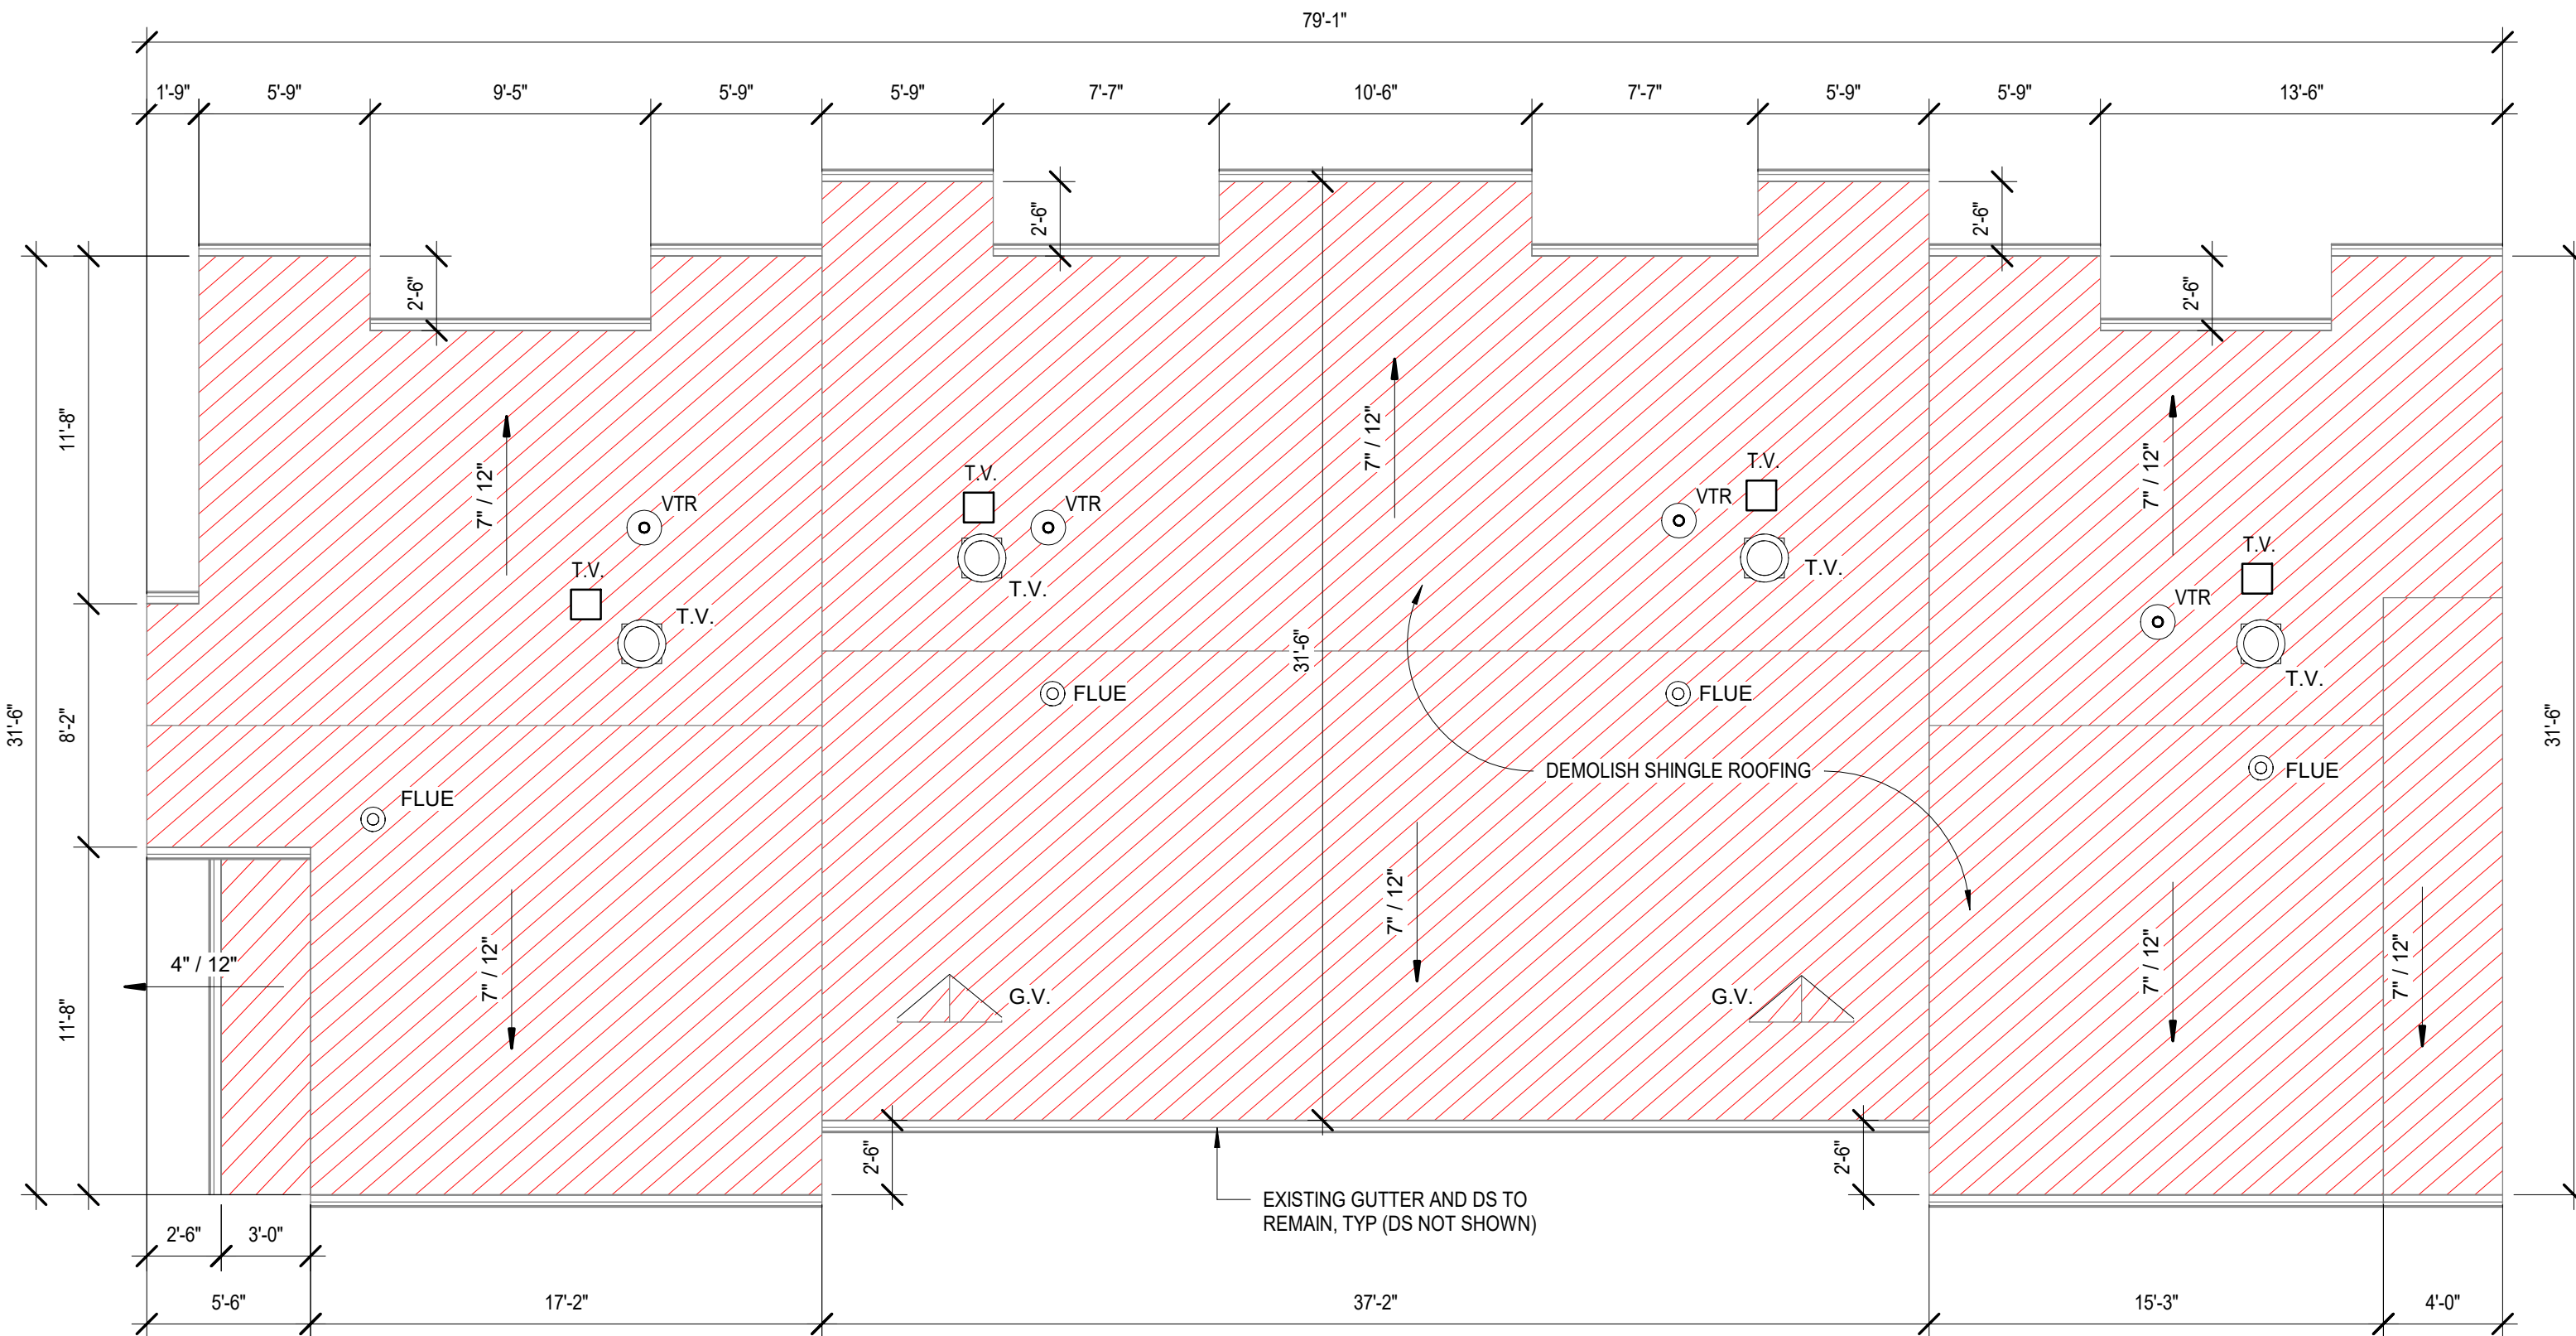 79'-1"
1'-9"
5'-9"
9'-5"
5'-9"
5'-9"
7'-7"
10'-6"
7'-7"
5'-9"
5'-9"
13'-6"
2'-6"
2'-6"
2'-6"
2'-6"
11'-8"
7" / 12"
7" / 12"
7" / 12"
T.V.
T.V.
T.V.
T.V.
VTR
VTR
VTR
VTR
T.V.
T.V.
T.V.
T.V.
31'-6"
8'-2"
31'-6"
31'-6"
FLUE
FLUE
FLUE
FLUE
DEMOLISH SHINGLE ROOFING
4" / 12"
7" / 12"
7" / 12"
7" / 12"
7" / 12"
G.V.
G.V.
11'-8"
2'-6"
2'-6"
EXISTING GUTTER AND DS TO
REMAIN, TYP (DS NOT SHOWN)
2'-6"
3'-0"
5'-6"
17'-2"
37'-2"
15'-3"
4'-0"